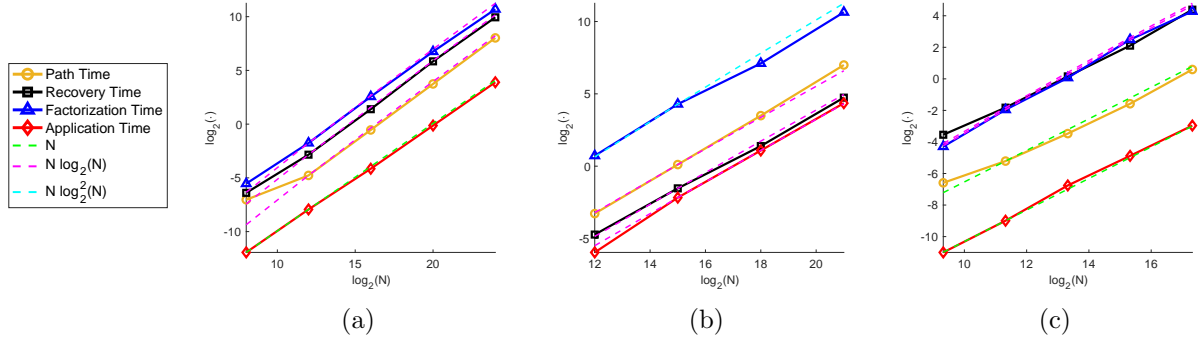 Path Time
Recovery Time
Factorization Time
Application Time
N
N log₂(N)
N log₂²(N)
log₂(·)
10
5
0
-5
-10
10
15
20
log₂(N)
(a)
log₂(·)
10
5
0
-5
12
14
16
18
20
log₂(N)
(b)
log₂(·)
4
2
0
-2
-4
-6
-8
-10
10
12
14
16
log₂(N)
(c)